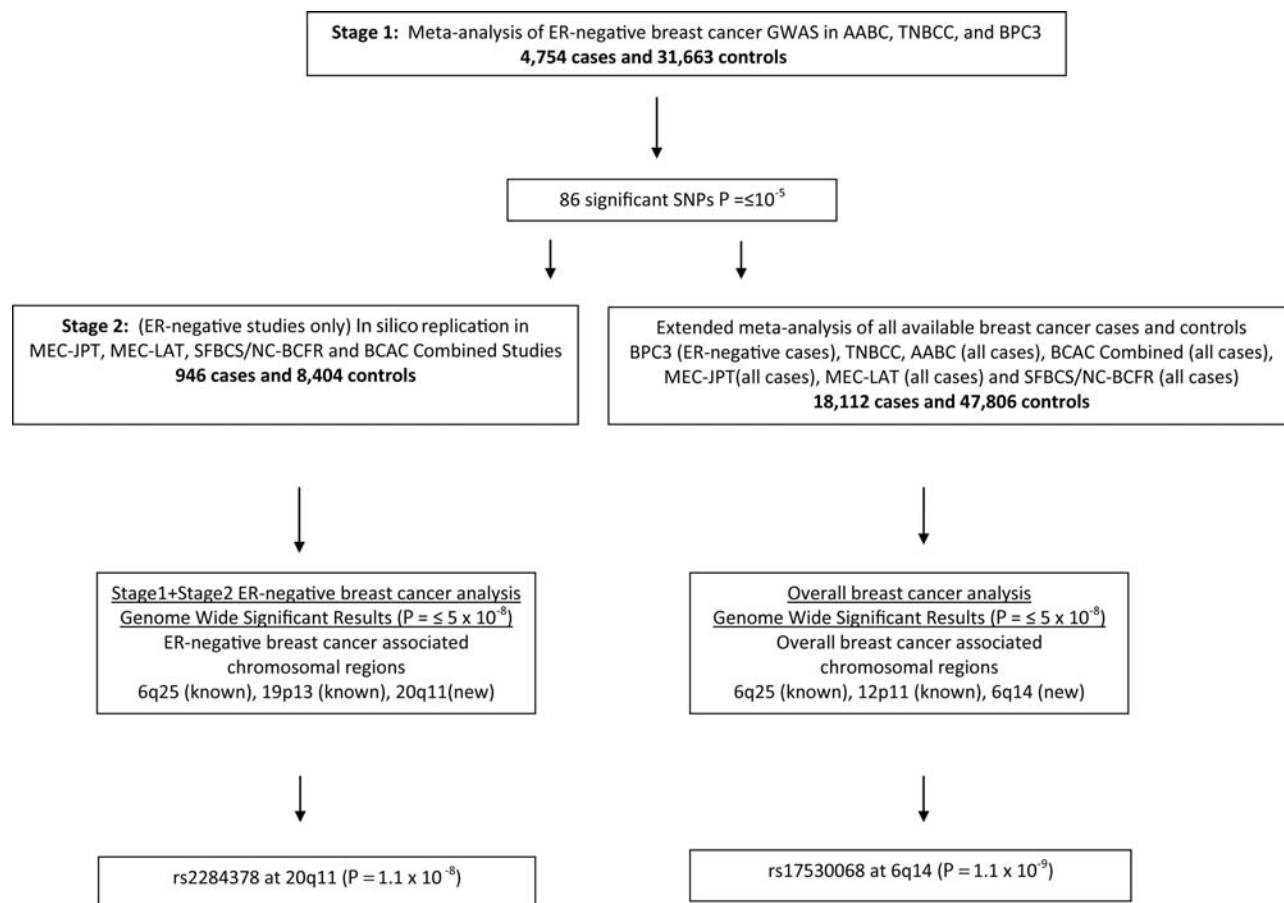 Stage 1: Meta-analysis of ER-negative breast cancer GWAS in AABC, TNBCC, and BPC3
4,754 cases and 31,663 controls
86 significant SNPs P =≤10⁻⁵
Stage 2: (ER-negative studies only) In silico replication in
MEC-JPT, MEC-LAT, SFBCS/NC-BCFR and BCAC Combined Studies
946 cases and 8,404 controls
Extended meta-analysis of all available breast cancer cases and controls
BPC3 (ER-negative cases), TNBCC, AABC (all cases), BCAC Combined (all cases),
MEC-JPT(all cases), MEC-LAT (all cases) and SFBCS/NC-BCFR (all cases)
18,112 cases and 47,806 controls
Stage1+Stage2 ER-negative breast cancer analysis
Genome Wide Significant Results (P = ≤ 5 x 10⁻⁸)
ER-negative breast cancer associated
chromosomal regions
6q25 (known), 19p13 (known), 20q11(new)
Overall breast cancer analysis
Genome Wide Significant Results (P = ≤ 5 x 10⁻⁸)
Overall breast cancer associated
chromosomal regions
6q25 (known), 12p11 (known), 6q14 (new)
rs2284378 at 20q11 (P = 1.1 x 10⁻⁸)
rs17530068 at 6q14 (P = 1.1 x 10⁻⁹)